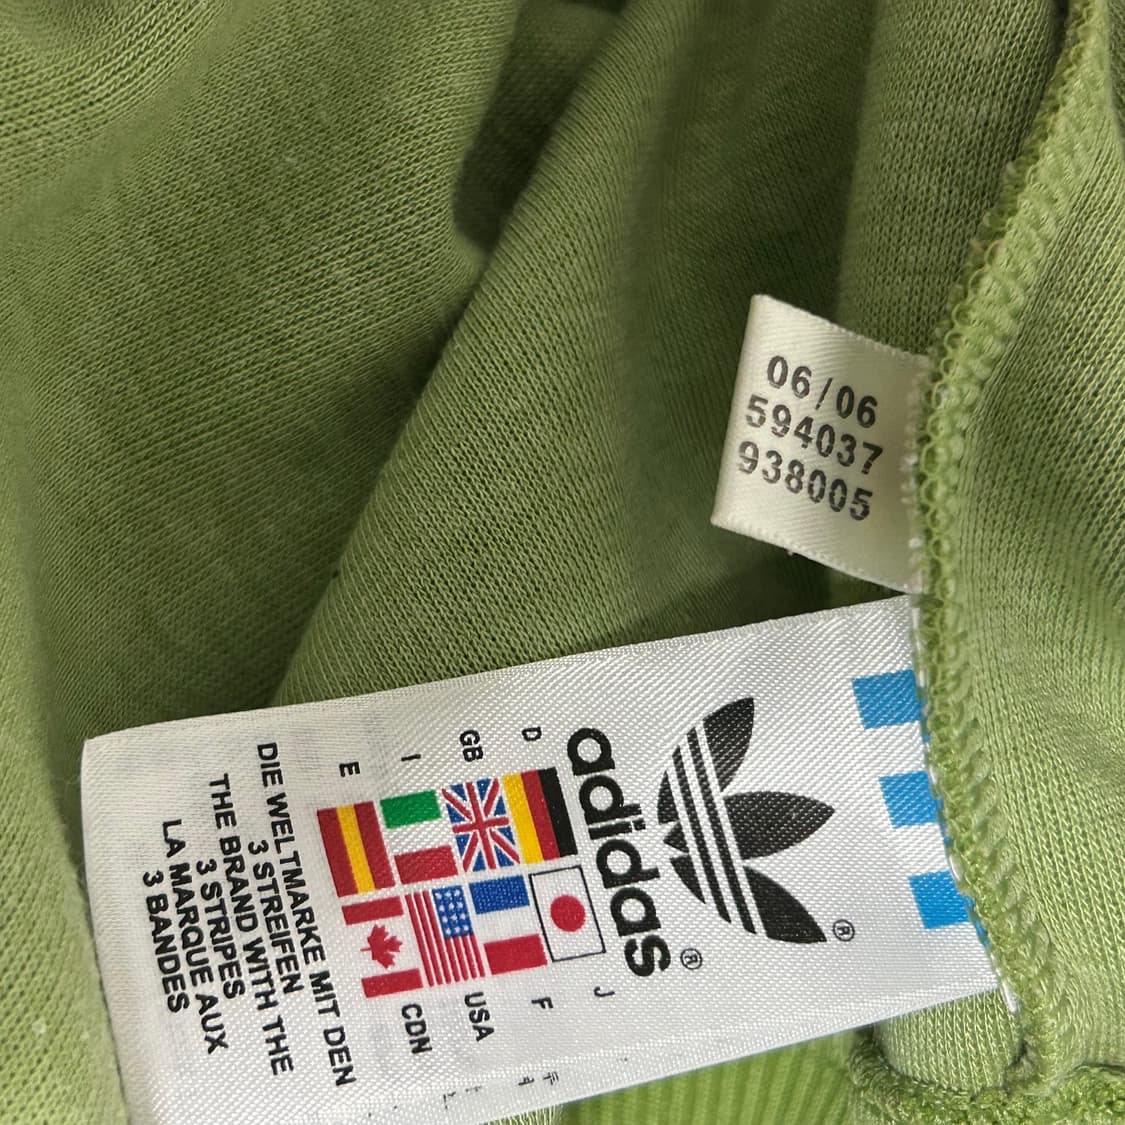 06/06
594037
938005
®
adidas®
D
J
GB
F
I
USA
E
CDN
DIE WELTMARKE MIT DEN
3 STREIFEN
THE BRAND WITH THE
3 STRIPES
LA MARQUE AUX
3 BANDES